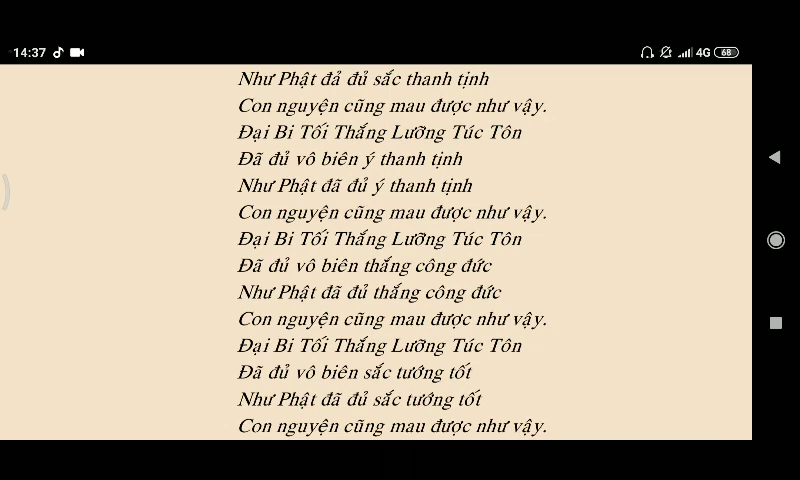 14:37 4G 68
Như Phật đả đủ sắc thanh tịnh
Con nguyện cũng mau được như vậy.
Đại Bi Tối Thắng Lưỡng Túc Tôn
Đã đủ vô biên ý thanh tịnh
Như Phật đã đủ ý thanh tịnh
Con nguyện cũng mau được như vậy.
Đại Bi Tối Thắng Lưỡng Túc Tôn
Đã đủ vô biên thắng công đức
Như Phật đã đủ thắng công đức
Con nguyện cũng mau được như vậy.
Đại Bi Tối Thắng Lưỡng Túc Tôn
Đã đủ vô biên sắc tướng tốt
Như Phật đã đủ sắc tướng tốt
Con nguyện cũng mau được như vậy.